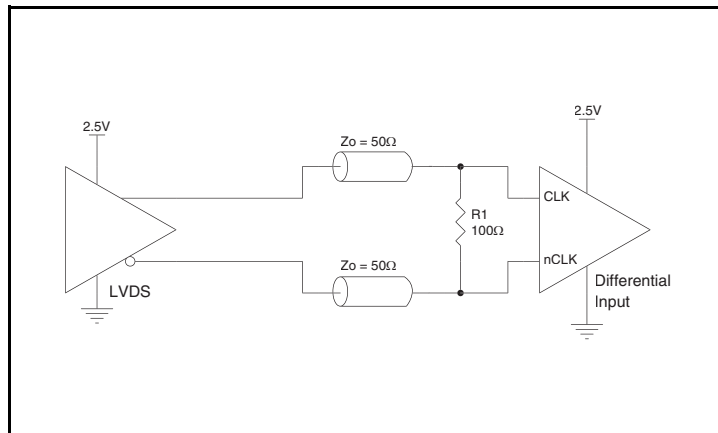 2.5V
2.5V
Zo = 50Ω
CLK
R1
100Ω
nCLK
Zo = 50Ω
LVDS
Differential
Input